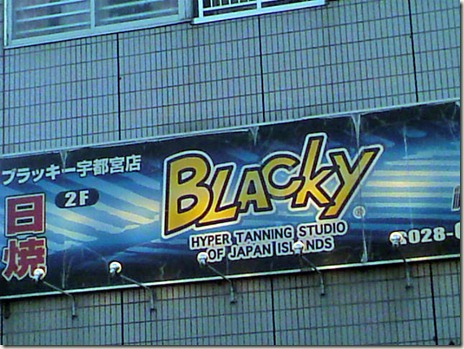 ブラッキー宇都宮店
2F
日焼
BLACKY®
HYPER TANNING STUDIO
OF JAPAN ISLANDS
028-